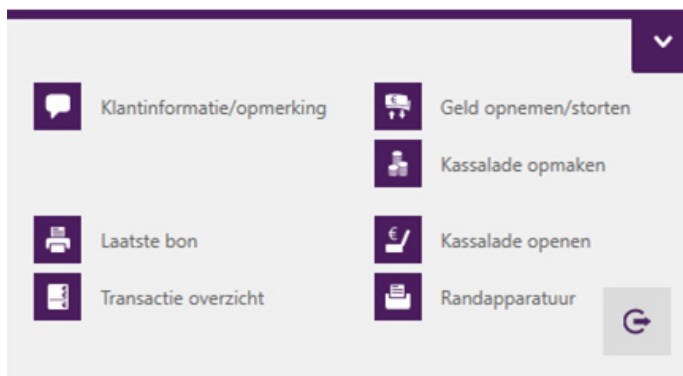 Klantinformatie/opmerking
Geld opnemen/storten
Kassalade opmaken
Laatste bon
Kassalade openen
Transactie overzicht
Randapparatuur